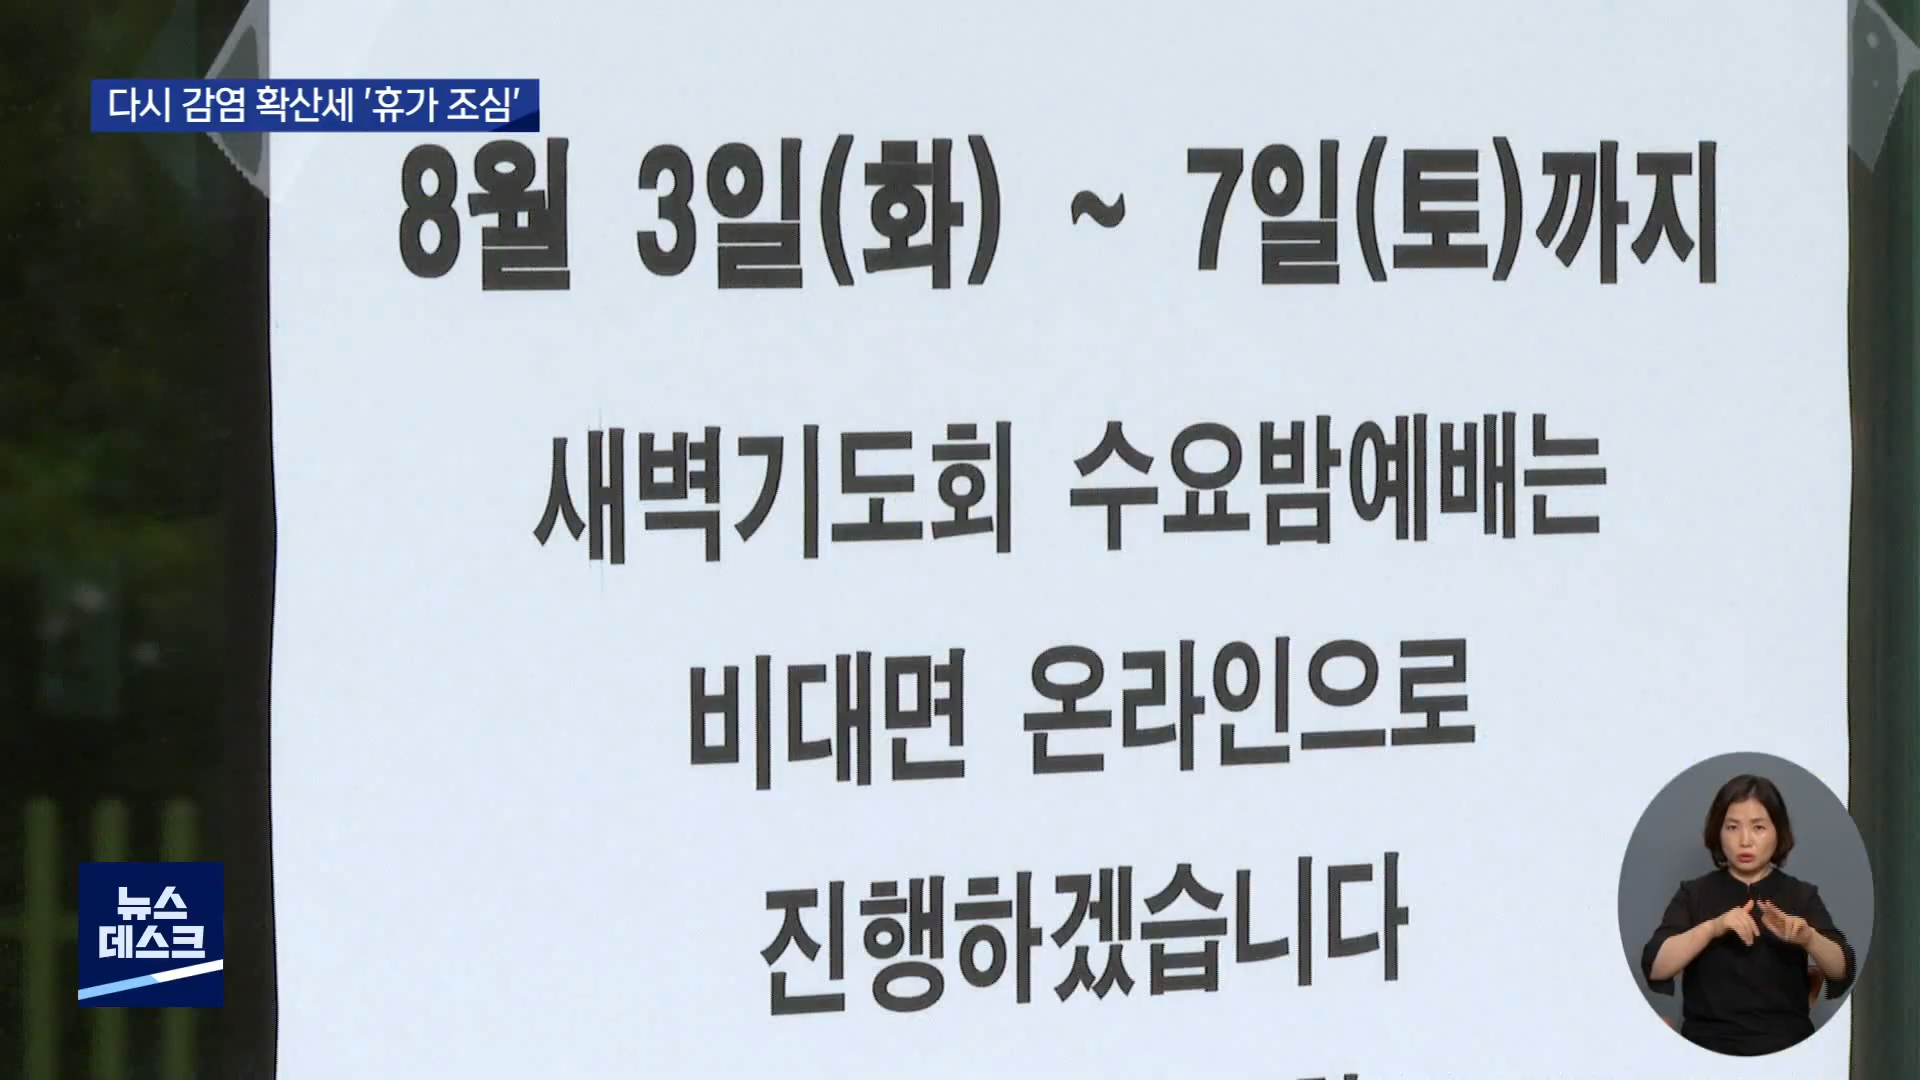 다시 감염 확산세 '휴가 조심'
8월 3일(화) ~ 7일(토)까지
새벽기도회 수요밤예배는
비대면 온라인으로
진행하겠습니다
뉴스
데스크